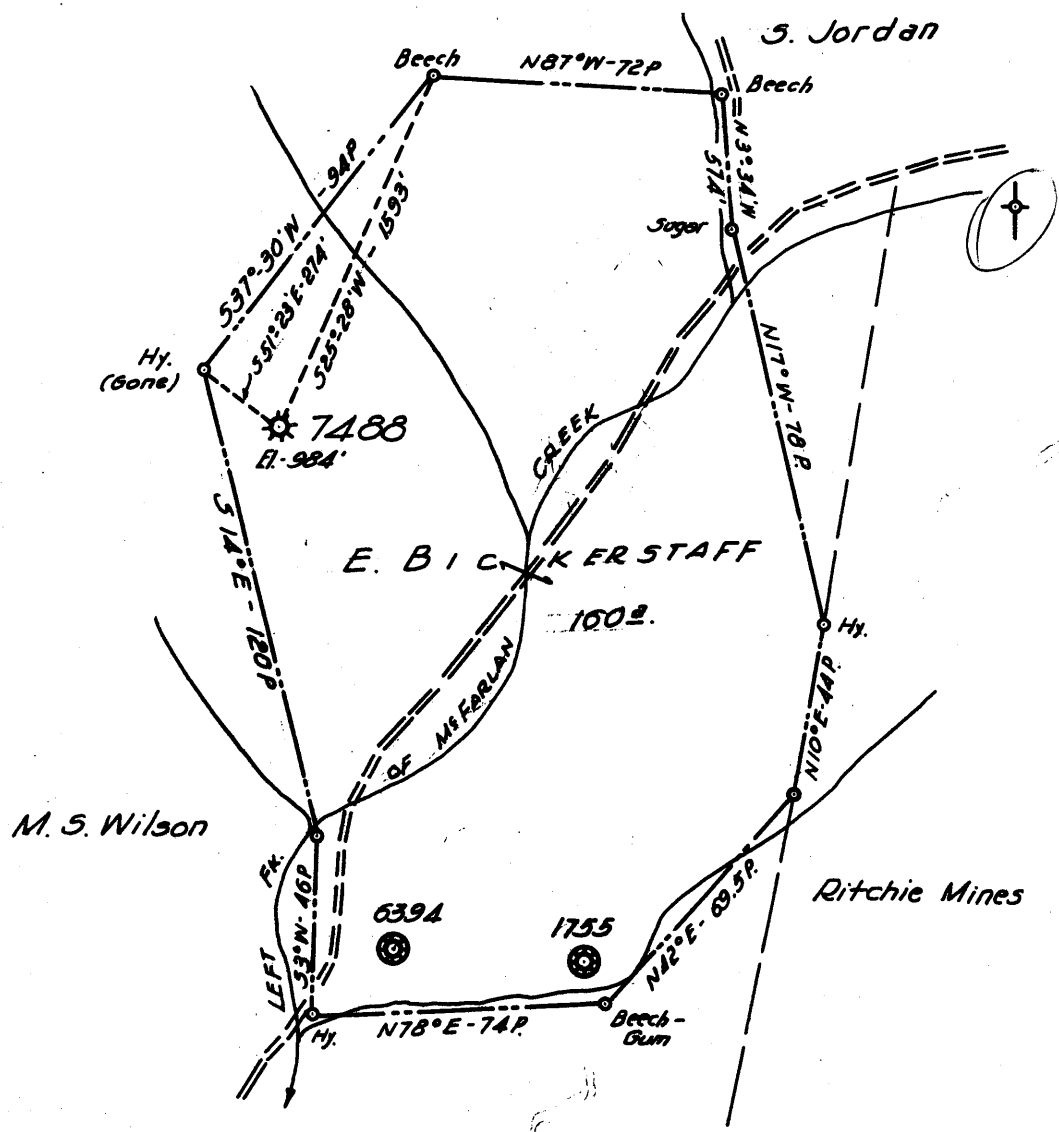 S. Jordan
Beech
N87°W-72P
Beech
N3°-34'W
514'
Sugar
S37°-30'W-94P
S51°-23'E-274'
S25°-28'W-1593'
Hy.
(Gone)
7488
El.-984'
N17°W-78P.
CREEK
E. BICKERSTAFF
160a.
Hy.
S14°E-120P
McFARLAN
OF
N10°E-44P.
M. S. Wilson
FK.
LEFT
S3°W-46P
6394
1755
N42°E-69.5P.
Ritchie Mines
Hy.
N78°E-74P.
Beech-
Gum